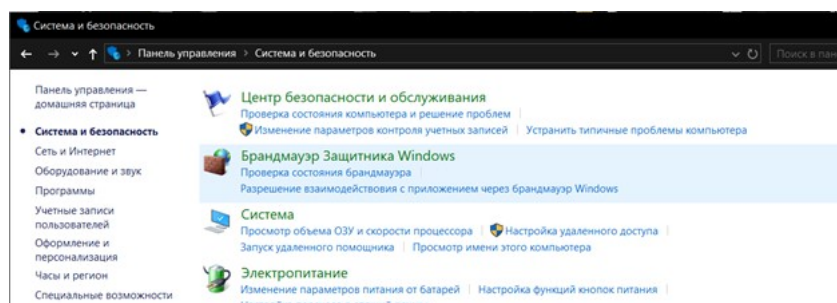 Система и безопасность
Панель управления > Система и безопасность
Поиск в пан
Панель управления —
домашняя страница
Система и безопасность
Сеть и Интернет
Оборудование и звук
Программы
Учетные записи
пользователей
Оформление и
персонализация
Часы и регион
Специальные возможности
Центр безопасности и обслуживания
Проверка состояния компьютера и решение проблем
Изменение параметров контроля учетных записей
Устранить типичные проблемы компьютера
Брандмауэр Защитника Windows
Проверка состояния брандмауэра
Разрешение взаимодействовия с приложением через брандмауэр Windows
Система
Просмотр объема ОЗУ и скорости процессора
Настройка удаленного доступа
Запуск удаленного помощника
Просмотр имени этого компьютера
Электропитание
Изменение параметров питания от батарей
Настройка функций кнопок питания